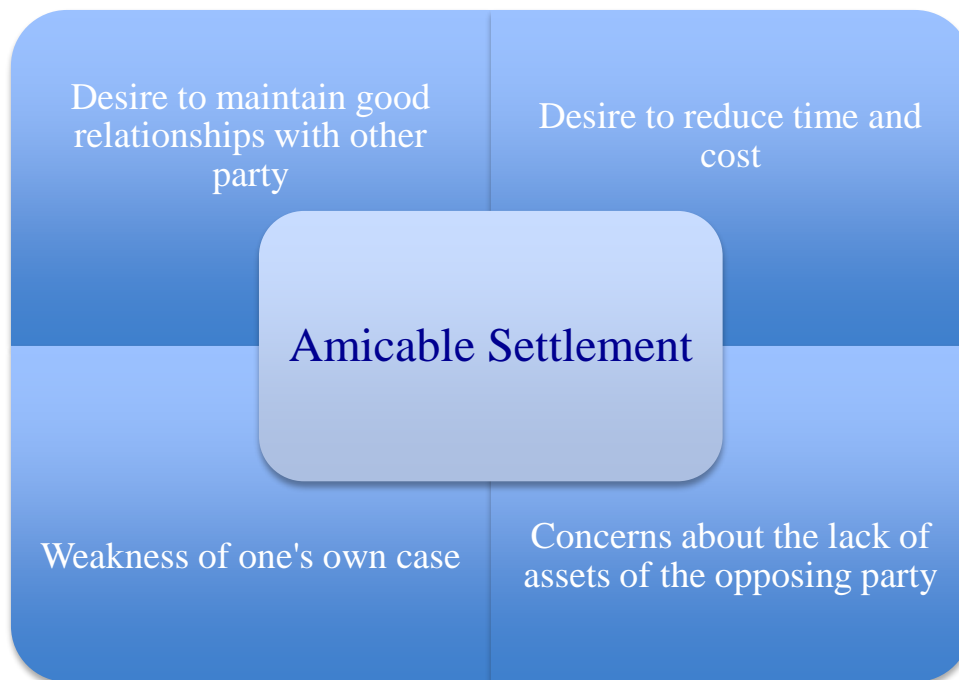 Desire to maintain good
relationships with other
party
Desire to reduce time and
cost
Amicable Settlement
Weakness of one's own case
Concerns about the lack of
assets of the opposing party